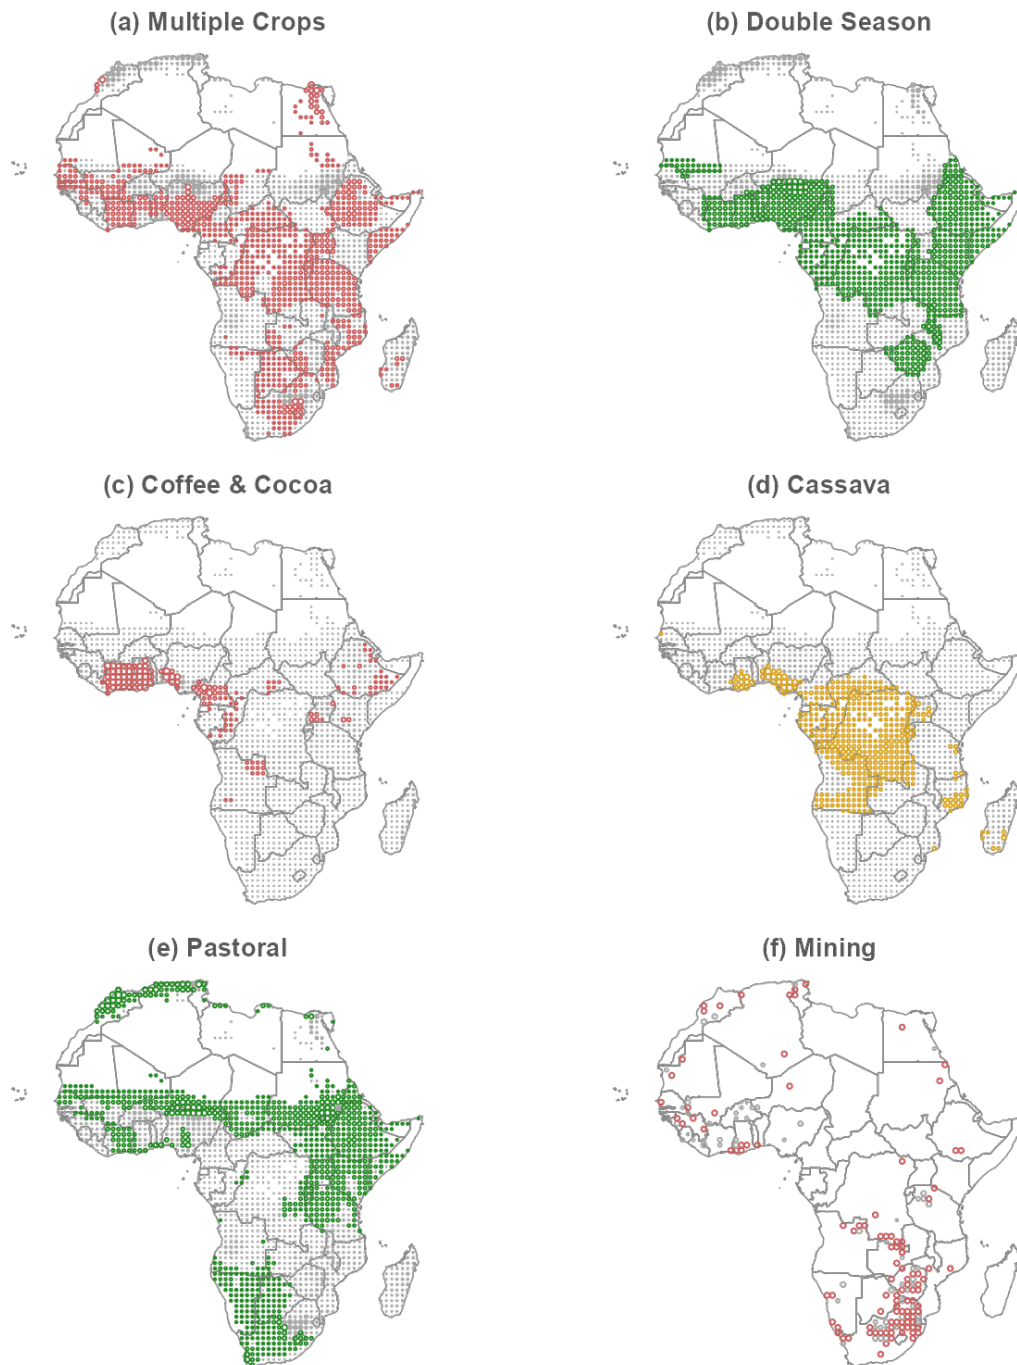 (a) Multiple Crops
(b) Double Season
(c) Coffee & Cocoa
(d) Cassava
(e) Pastoral
(f) Mining